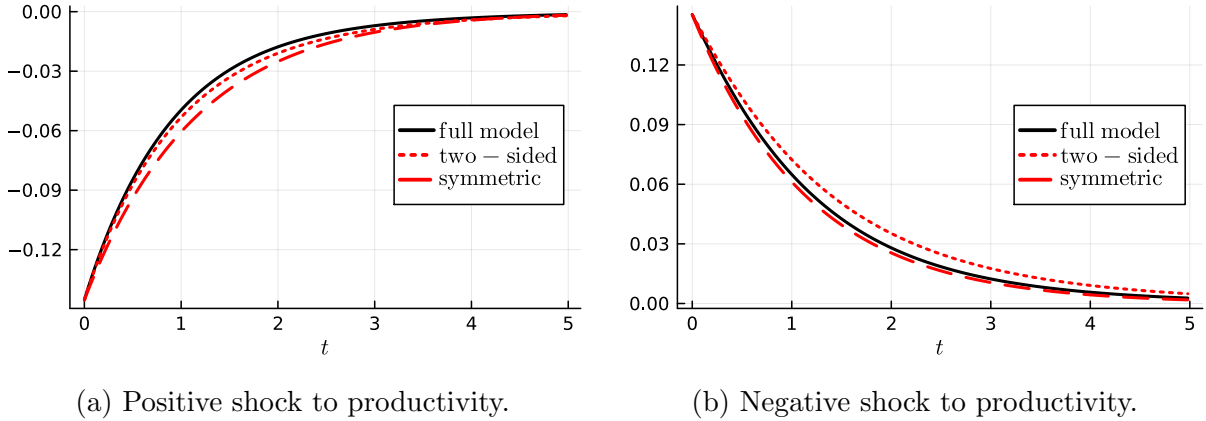 0.00
−0.03
−0.06
−0.09
−0.12
0 1 2 3 4 5
t
full model
two − sided
symmetric
(a) Positive shock to productivity.
0.12
0.09
0.06
0.03
0.00
0 1 2 3 4 5
t
full model
two − sided
symmetric
(b) Negative shock to productivity.